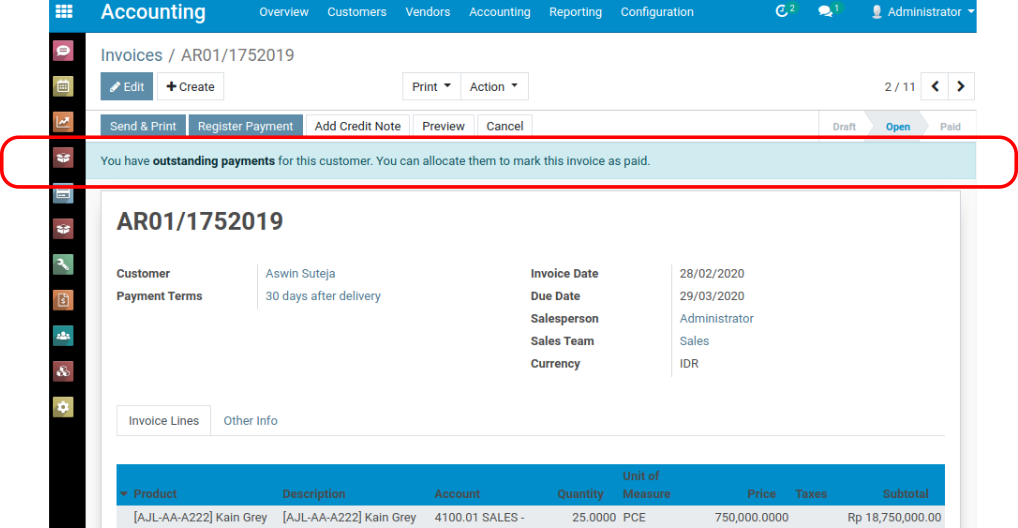 Accounting Overview Customers Vendors Accounting Reporting Configuration 2 1 Administrator
Invoices / AR01/1752019
Edit Create Print Action 2 / 11
Send & Print Register Payment Add Credit Note Preview Cancel Draft Open Paid
You have outstanding payments for this customer. You can allocate them to mark this invoice as paid.
AR01/1752019
Customer Aswin Suteja Invoice Date 28/02/2020
Payment Terms 30 days after delivery Due Date 29/03/2020
Salesperson Administrator
Sales Team Sales
Currency IDR
Invoice Lines Other Info
Unit of
Product Description Account Quantity Measure Price Taxes Subtotal
[AJL-AA-A222] Kain Grey [AJL-AA-A222] Kain Grey 4100.01 SALES - 25.0000 PCE 750,000.0000 Rp 18,750,000.00